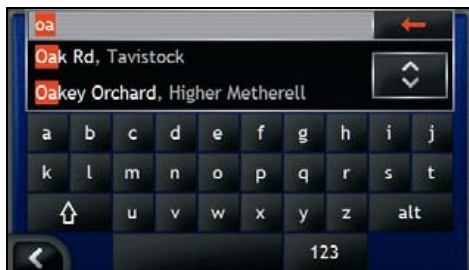 oa
Oak Rd, Tavistock
Oakey Orchard, Higher Metherell
a b c d e f g h i j
k l m n o p q r s t
u v w x y z alt
123